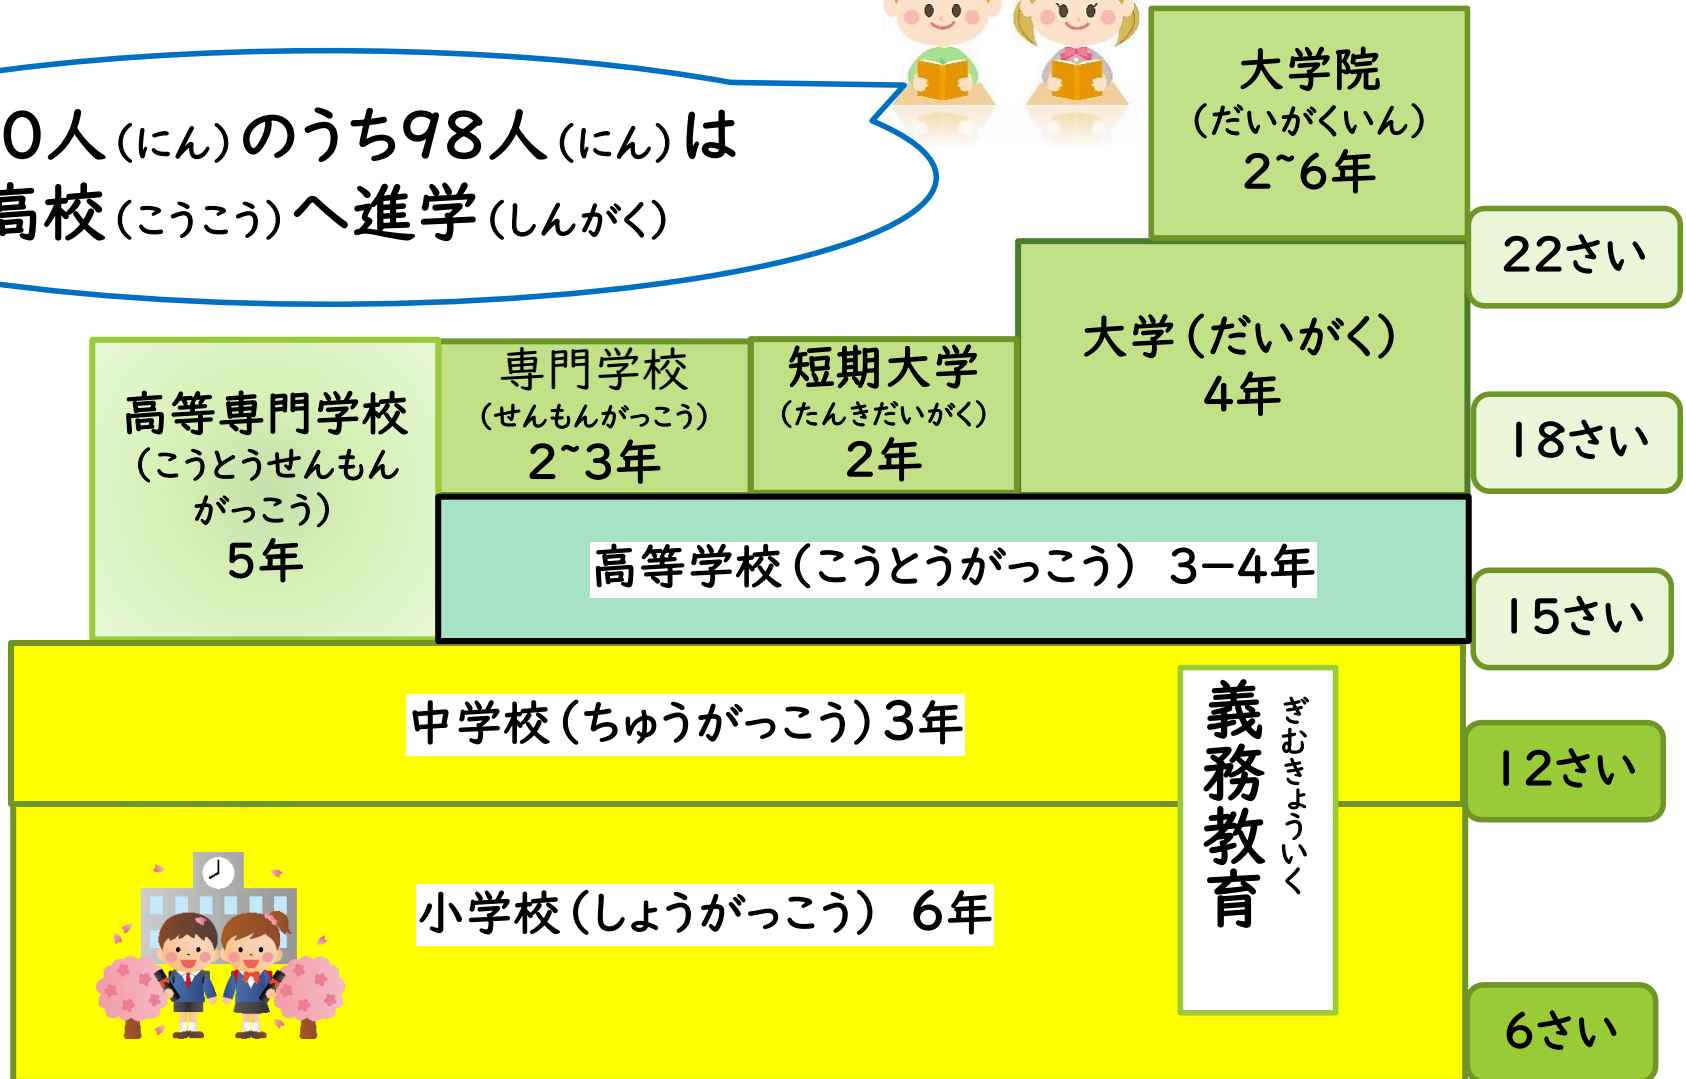 0人(にん)のうち98人(にん)は
高校(こうこう)へ進学(しんがく)
大学院
(だいがくいん)
2~6年
22さい
大学(だいがく)
4年
18さい
高等専門学校
(こうとうせんもん
がっこう)
5年
専門学校
(せんもんがっこう)
2~3年
短期大学
(たんきだいがく)
2年
高等学校(こうとうがっこう) 3ー4年
15さい
中学校(ちゅうがっこう)3年
義務教育
ぎむきょういく
12さい
小学校(しょうがっこう) 6年
6さい